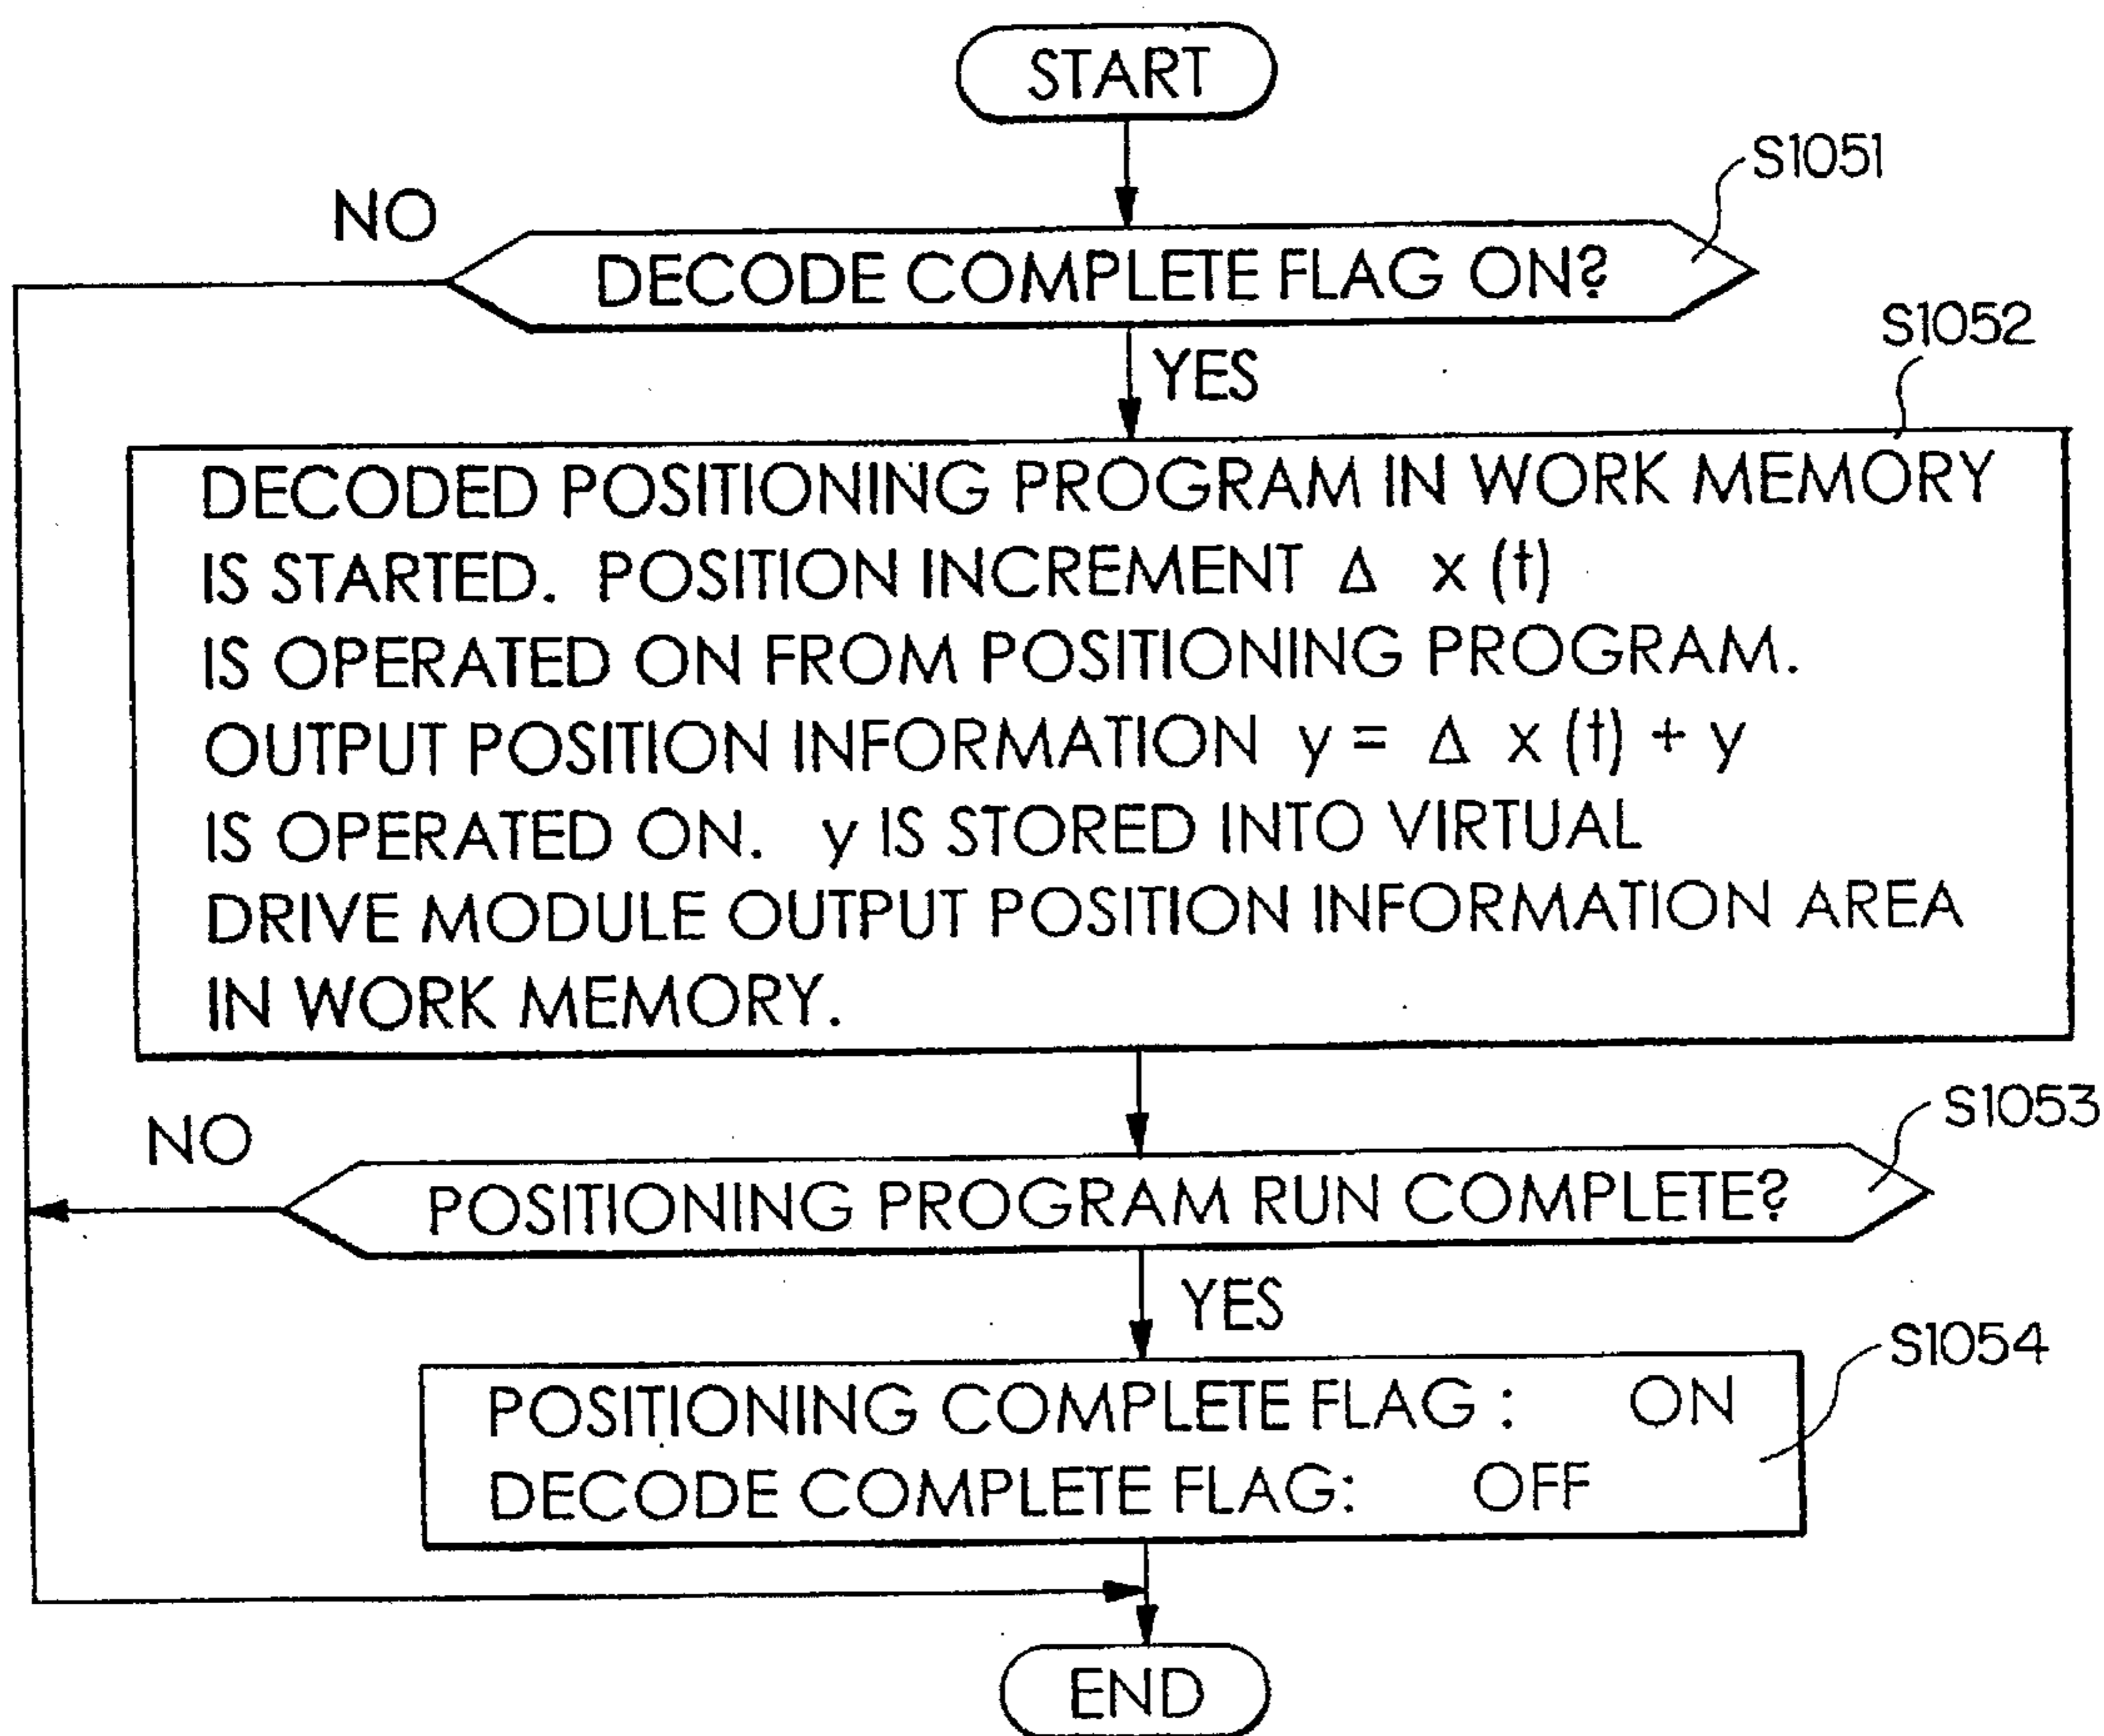 START
S1051
NO
DECODE COMPLETE FLAG ON?
S1052
YES
DECODED POSITIONING PROGRAM IN WORK MEMORY
IS STARTED. POSITION INCREMENT Δ x (t)
IS OPERATED ON FROM POSITIONING PROGRAM.
OUTPUT POSITION INFORMATION y = Δ x (t) + y
IS OPERATED ON. y IS STORED INTO VIRTUAL
DRIVE MODULE OUTPUT POSITION INFORMATION AREA
IN WORK MEMORY.
S1053
NO
POSITIONING PROGRAM RUN COMPLETE?
YES
S1054
POSITIONING COMPLETE FLAG : ON
DECODE COMPLETE FLAG: OFF
END